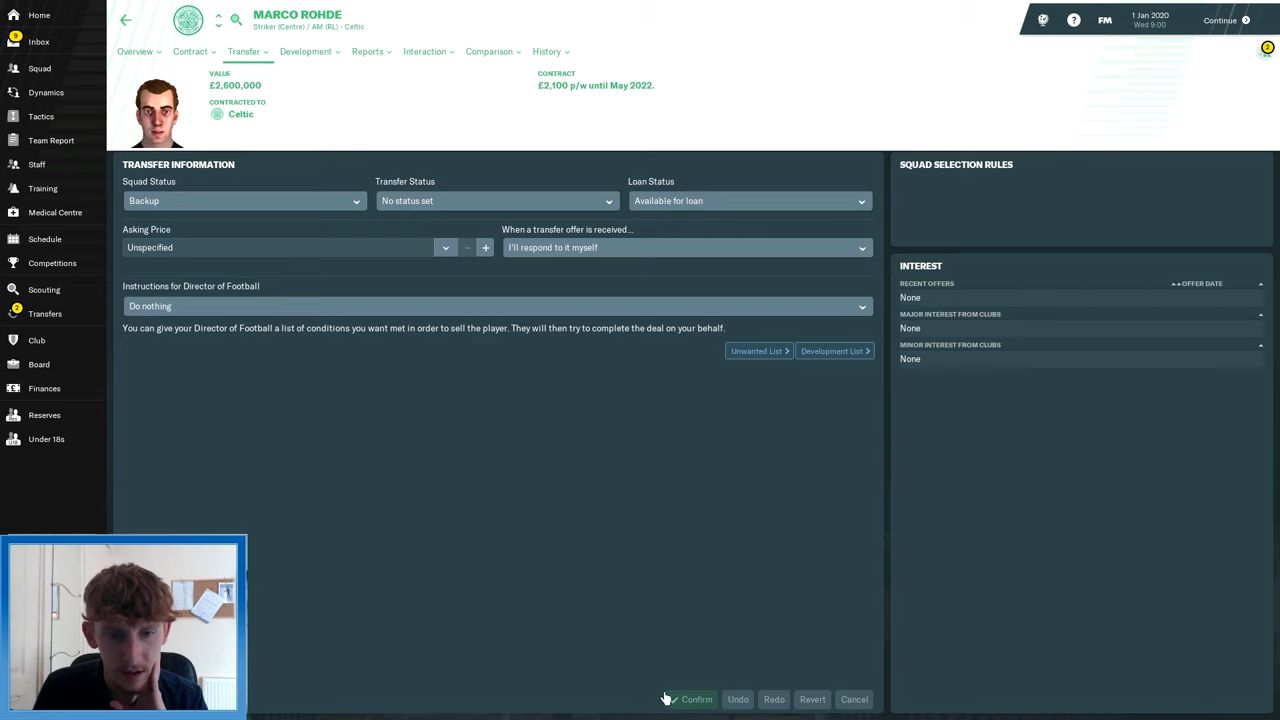 Home
MARCO ROHDE
Striker (Centre) / AM (RL) - Celtic
FM
1 Jan 2020
Wed 9:00
Continue
9
Inbox
Overview
Contract
Transfer
Development
Reports
Interaction
Comparison
History
2
Squad
Dynamics
Tactics
Team Report
Staff
Training
Medical Centre
Schedule
Competitions
Scouting
2
Transfers
Club
Board
Finances
Reserves
Under 18s
VALUE
£2,600,000
CONTRACTED TO
Celtic
CONTRACT
£2,100 p/w until May 2022.
TRANSFER INFORMATION
Squad Status
Transfer Status
Loan Status
Backup
No status set
Available for loan
Asking Price
When a transfer offer is received...
Unspecified
I'll respond to it myself
Instructions for Director of Football
Do nothing
You can give your Director of Football a list of conditions you want met in order to sell the player. They will then try to complete the deal on your behalf.
Unwanted List
Development List
Confirm
Undo
Redo
Revert
Cancel
SQUAD SELECTION RULES
INTEREST
RECENT OFFERS
OFFER DATE
None
MAJOR INTEREST FROM CLUBS
None
MINOR INTEREST FROM CLUBS
None